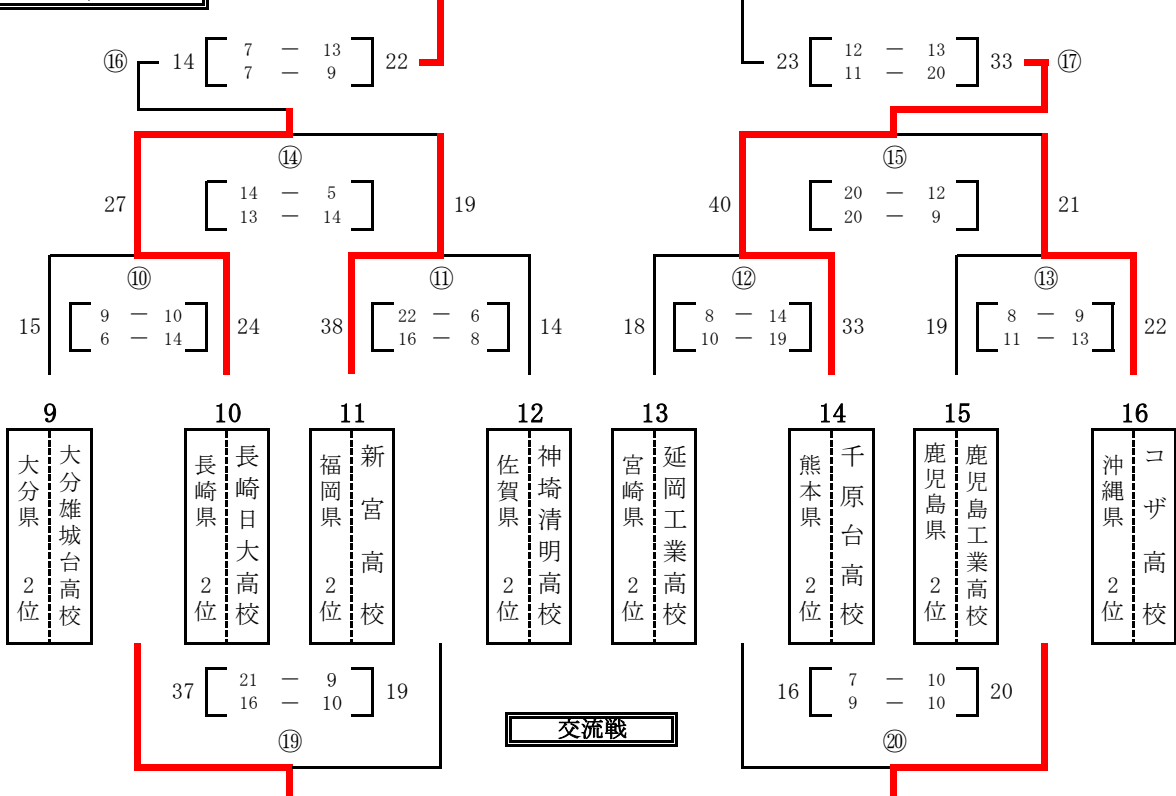 ⑯ 14 7 － 13 22
7 － 9
23 12 － 13 33 ⑰
11 － 20
⑭
27 14 － 5 19
13 － 14
⑮
40 20 － 12 21
20 － 9
⑩
15 9 － 10 24
6 － 14
⑪
38 22 － 6 14
16 － 8
⑫
18 8 － 14 33
10 － 19
⑬
19 8 － 9 22
11 － 13
9 10 11 12 13 14 15 16
大分県 2位
大分雄城台高校
長崎県 2位
長崎日大高校
福岡県 2位
新宮高校
佐賀県 2位
神埼清明高校
宮崎県 2位
延岡工業高校
熊本県 2位
千原台高校
鹿児島県 2位
鹿児島工業高校
沖縄県 2位
コザ高校
37 21 － 9 19
16 － 10
⑲
交流戦
16 7 － 10 20
9 － 10
⑳